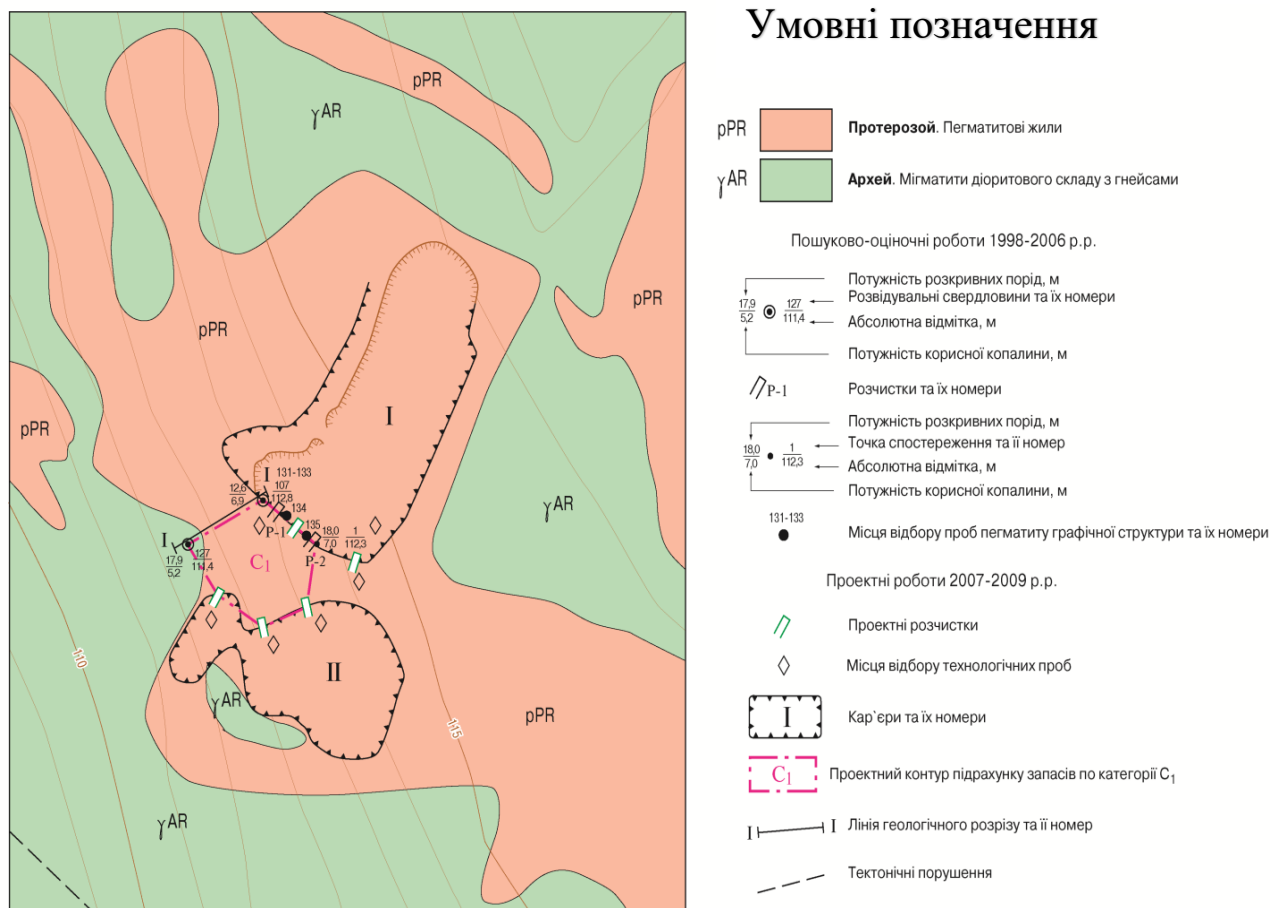 Умовні позначення
pPR
γAR
pPR
pPR
pPR
pPR
γAR
γAR
pPR
γAR
I
II
I
131-133
12,6
6,9
107
112,8
134
P-1
135
18,0
7,0
1
112,3
P-2
I
17,9
5,2
127
111,4
C1
110
115
pPR
Протерозой. Пегматитові жили
γAR
Архей. Мігматити діоритового складу з гнейсами
Пошуково-оціночні роботи 1998-2006 р.р.
Потужність розкривних порід, м
17,9
5,2
127
111,4
Розвідувальні свердловини та їх номери
Абсолютна відмітка, м
Потужність корисної копалини, м
P-1
Розчистки та їх номери
Потужність розкривних порід, м
18,0
7,0
1
112,3
Точка спостереження та її номер
Абсолютна відмітка, м
Потужність корисної копалини, м
131-133
Місця відбору проб пегматиту графічної структури та їх номери
Проектні роботи 2007-2009 р.р.
Проектні розчистки
Місця відбору технологічних проб
I
Кар`єри та їх номери
C1
Проектний контур підрахунку запасів по категорії C1
I I
Лінія геологічного розрізу та її номер
Тектонічні порушення